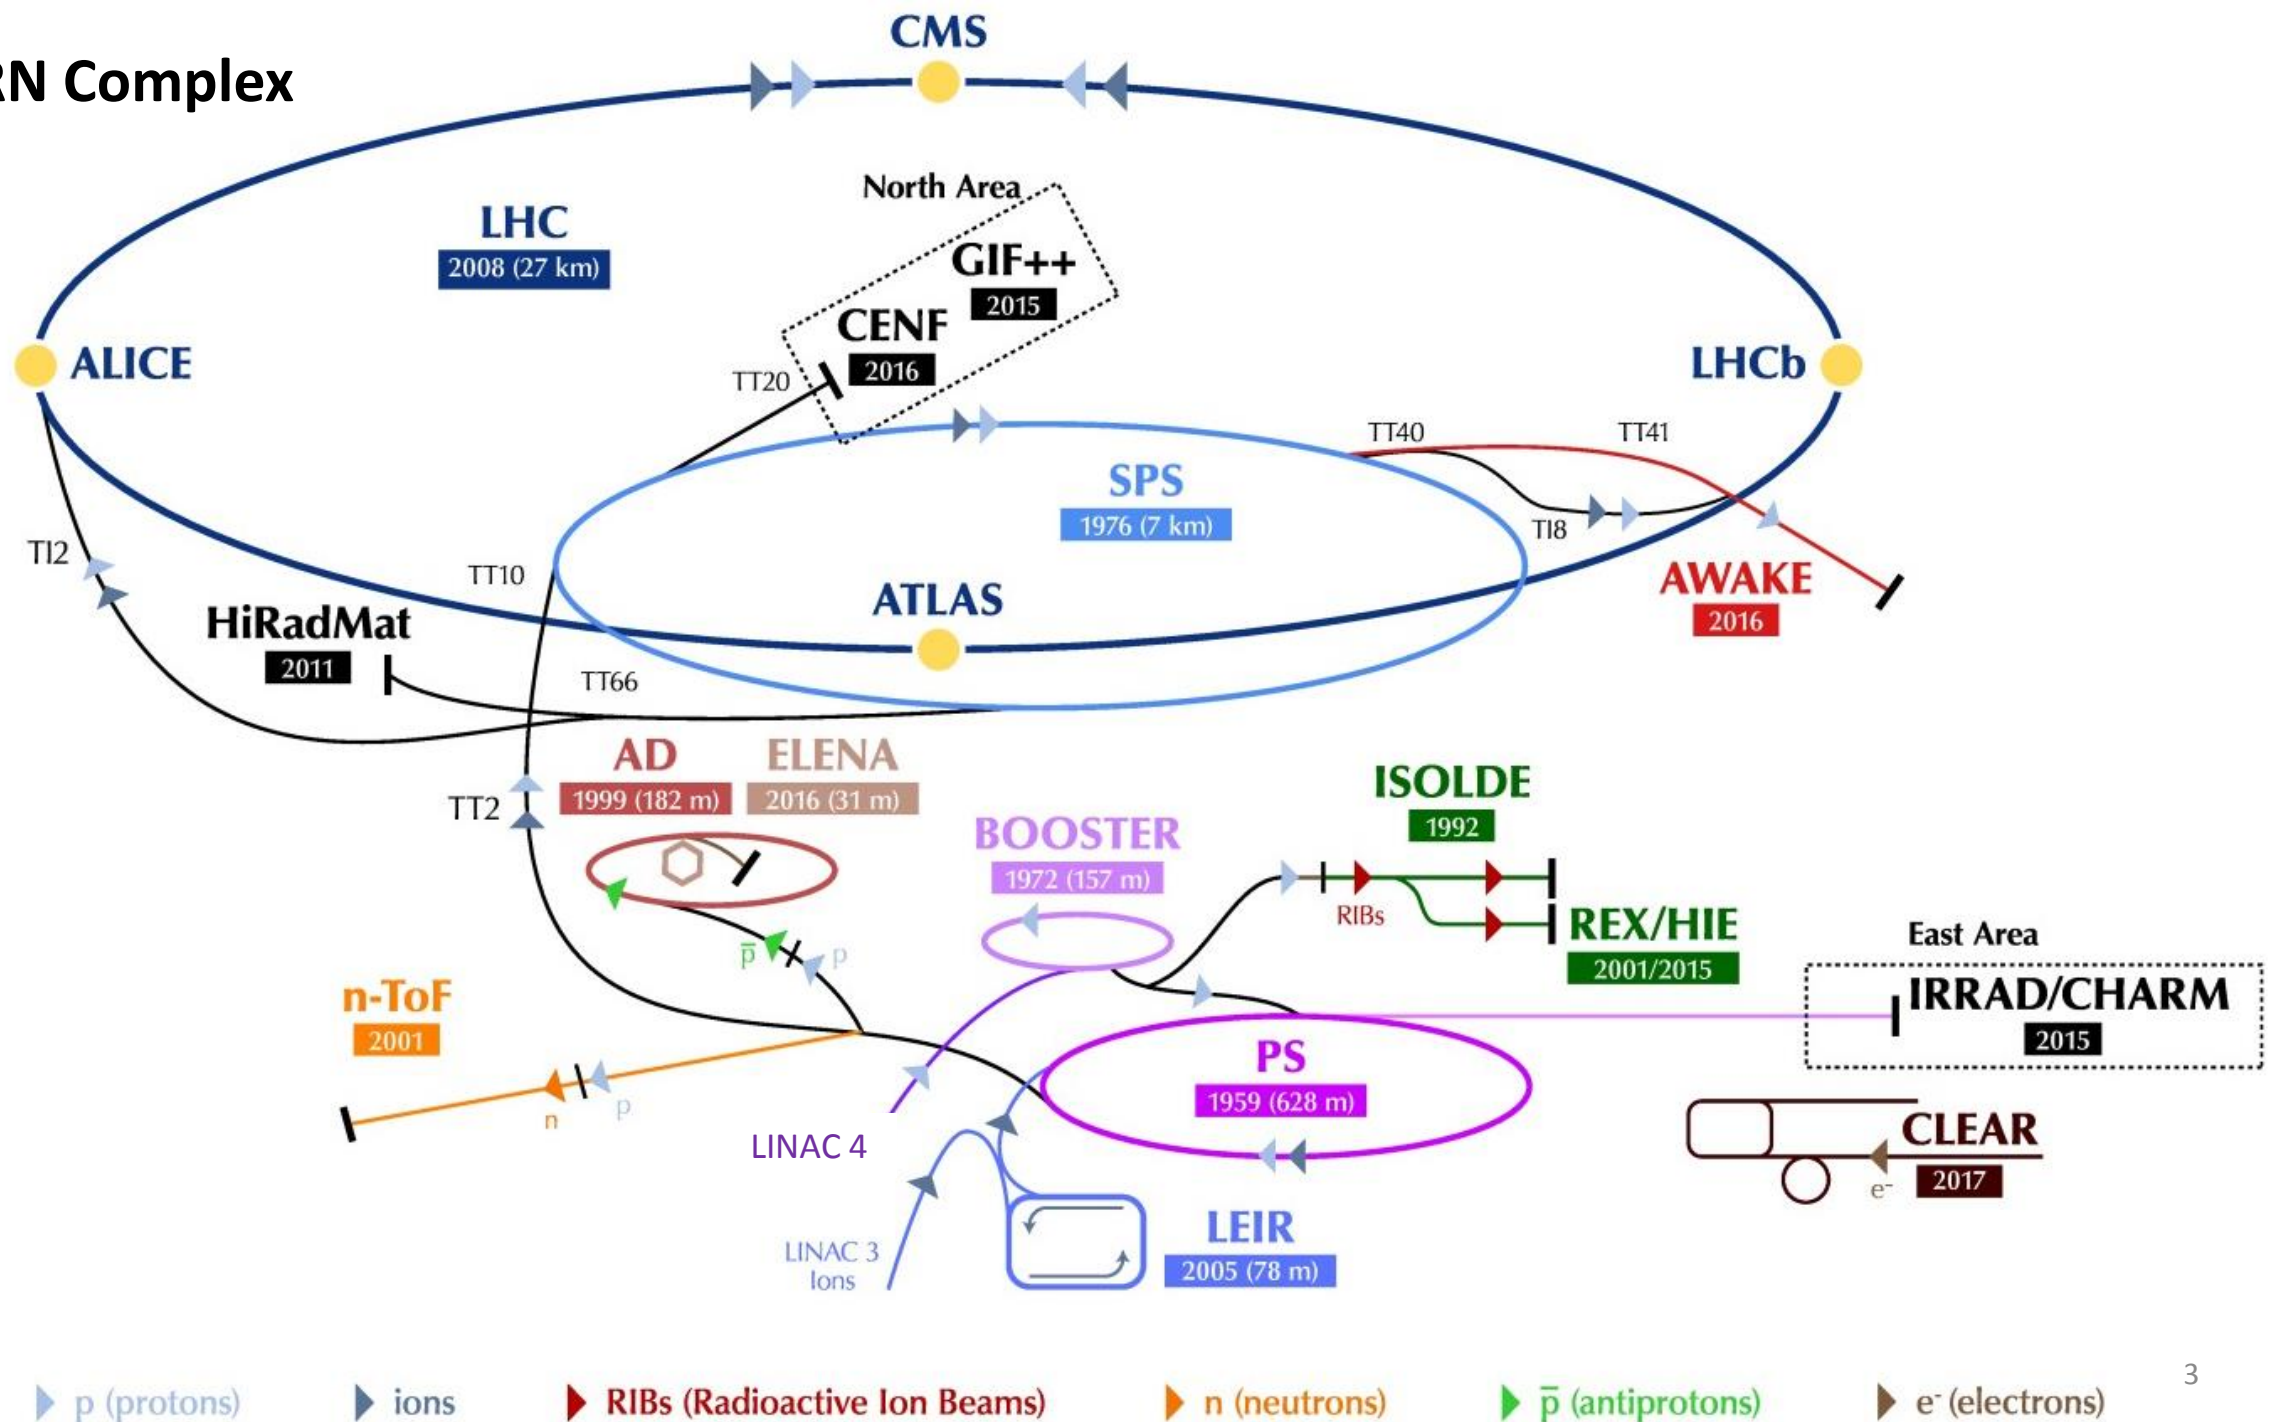 CMS
RN Complex
North Area
LHC
2008 (27 km)
GIF++
2015
CENF
2016
ALICE
LHCb
TT20
TT40
TT41
SPS
1976 (7 km)
TI8
TI2
TT10
AWAKE
2016
ATLAS
HiRadMat
2011
TT66
AD
1999 (182 m)
ELENA
2016 (31 m)
TT2
ISOLDE
1992
BOOSTER
1972 (157 m)
RIBs
REX/HIE
2001/2015
East Area
IRRAD/CHARM
2015
p̅
p
n-ToF
2001
n
p
PS
1959 (628 m)
LINAC 4
CLEAR
2017
e-
LINAC 3
Ions
LEIR
2005 (78 m)
3
p (protons)
ions
RIBs (Radioactive Ion Beams)
n (neutrons)
p̅ (antiprotons)
e- (electrons)